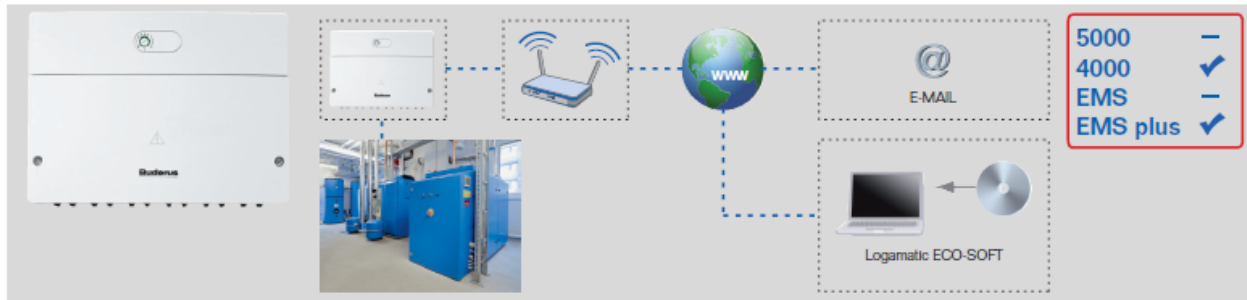 Buderus
www
@
E-MAIL
Logamatic ECO-SOFT
5000 –
4000 ✔
EMS –
EMS plus ✔